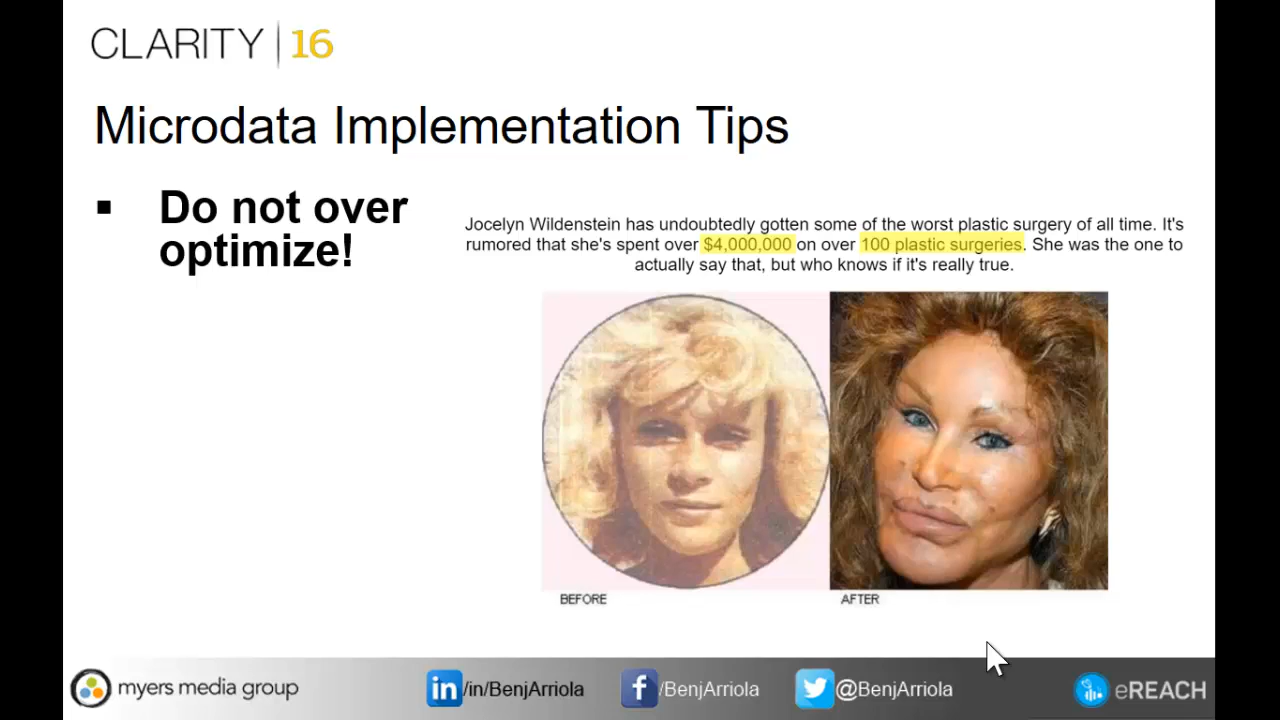 CLARITY | 16
Microdata Implementation Tips
▪ Do not over
optimize!
Jocelyn Wildenstein has undoubtedly gotten some of the worst plastic surgery of all time. It's
rumored that she's spent over $4,000,000 on over 100 plastic surgeries. She was the one to
actually say that, but who knows if it's really true.
BEFORE
AFTER
myers media group
in/in/BenjArriola
f/BenjArriola
@BenjArriola
eREACH